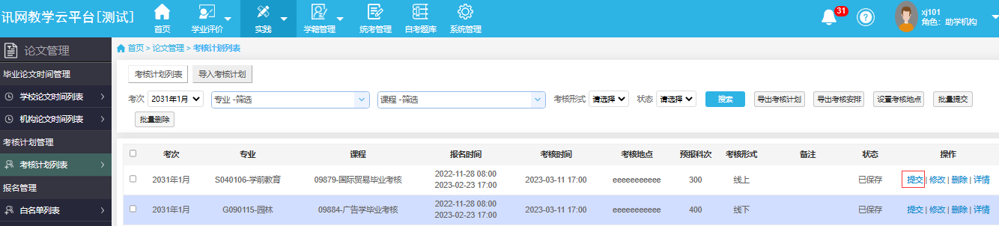 讯网教学云平台[测试]
首页
学业评价
实践
学籍管理
统考管理
自考题库
系统管理
31
xj101
角色：助学机构
论文管理
毕业论文时间管理
学校论文时间列表
机构论文时间列表
考核计划管理
考核计划列表
报名管理
白名单列表
首页 > 论文管理 > 考核计划列表
考核计划列表 导入考核计划
考次 2031年1月 专业 -筛选 课程 -筛选 考核形式 请选择 状态 请选择 搜索 导出考核计划 导出考核安排 设置考核地点 批量提交
批量删除
考次 专业 课程 报名时间 考核时间 考核地点 预报科次 考核形式 备注 状态 操作
2031年1月 S040106-学前教育 09879-国际贸易毕业考核 2022-11-28 08:00 2023-03-11 17:00 eeeeeeeeeee 300 线上 已保存 提交 | 修改 | 删除 | 详情
2023-02-23 17:00
2031年1月 G090115-园林 09884-广告学毕业考核 2022-11-28 08:00 2023-03-11 17:00 eeeeeeeeeee 400 线下 已保存 提交 | 修改 | 删除 | 详情
2023-02-23 17:00